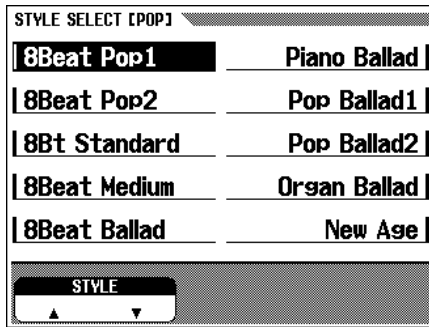 STYLE SELECT [POP]
8Beat Pop1
Piano Ballad
8Beat Pop2
Pop Ballad1
8Bt Standard
Pop Ballad2
8Beat Medium
Organ Ballad
8Beat Ballad
New Age
STYLE
▲ ▼